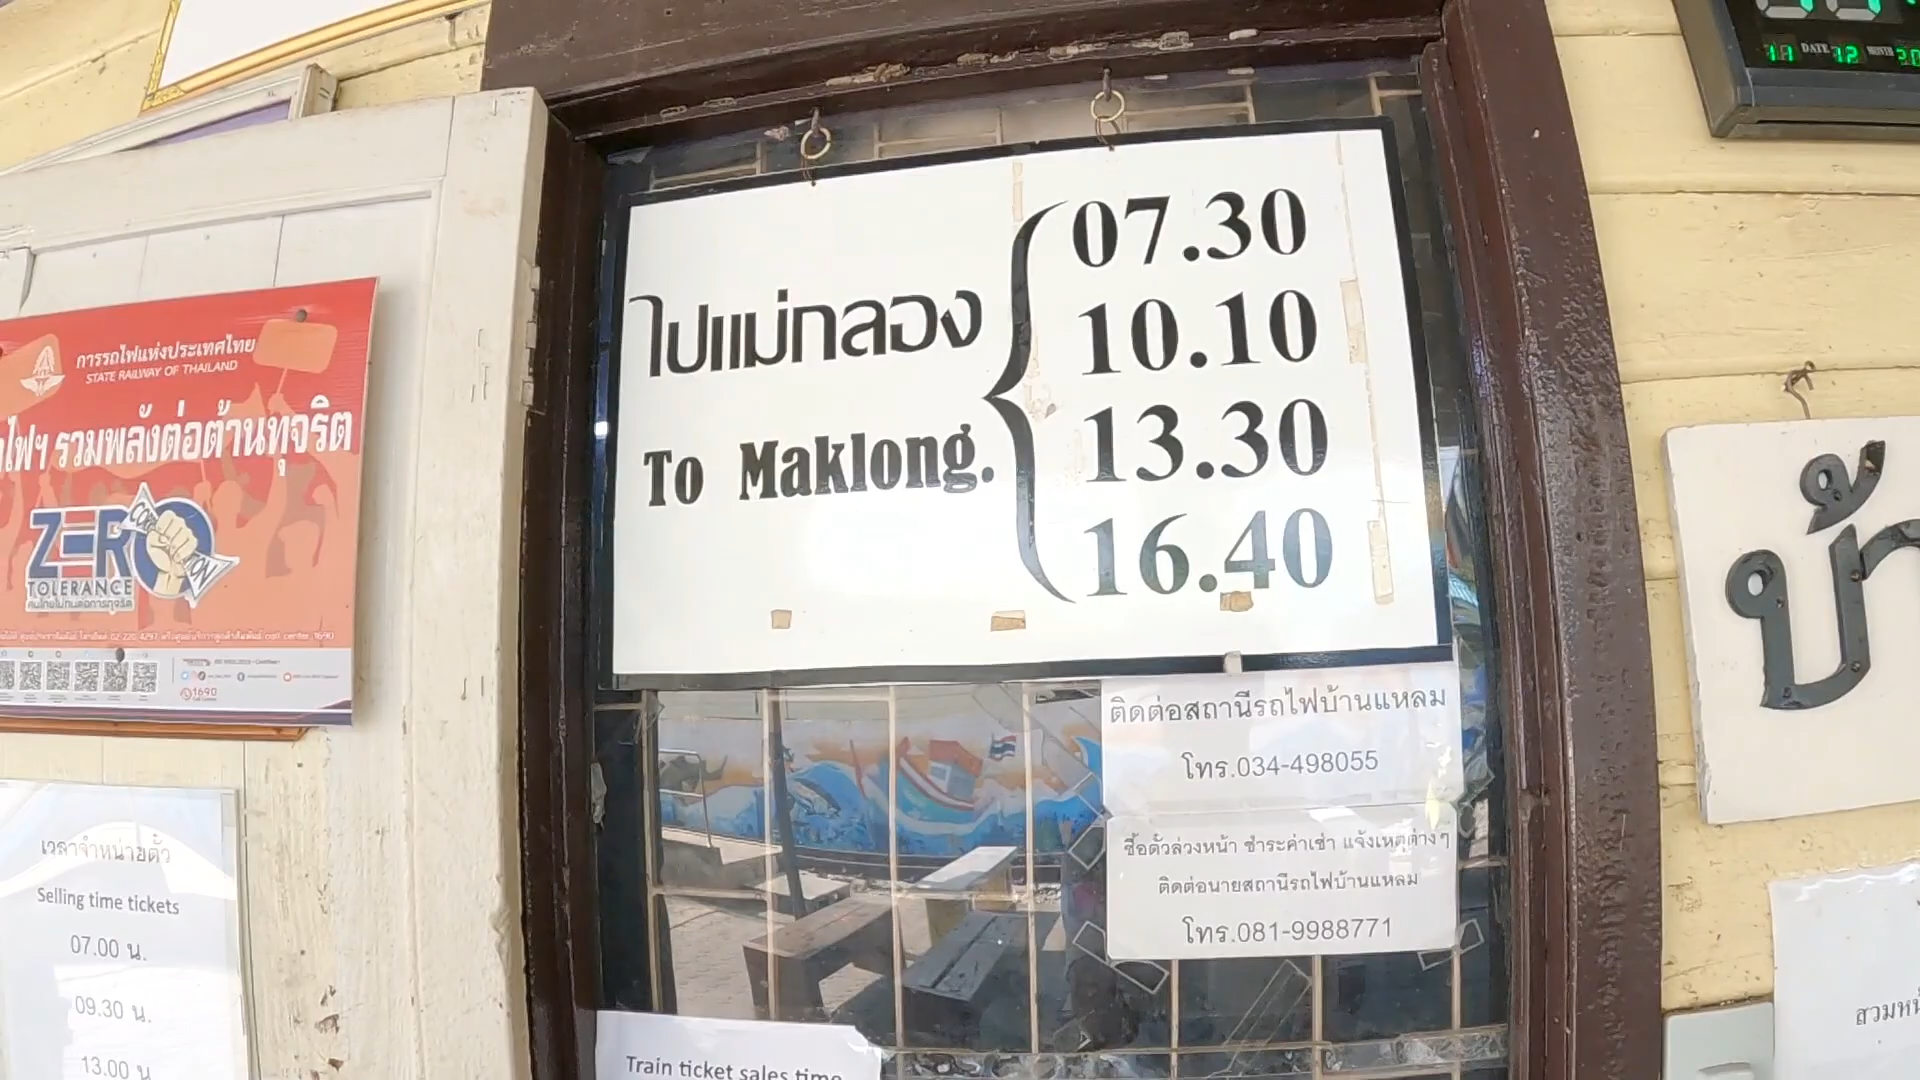 การรถไฟแห่งประเทศไทย
STATE RAILWAY OF THAILAND
รวมพลังต่อต้านทุจริต
ZERO
TOLERANCE
คนไทยไม่ทนต่อการทุจริต
1690
เวลาจำหน่ายตั๋ว
Selling time tickets
07.00 น.
09.30 น.
13.00 น.
ไปแม่กลอง
To Maklong.
07.30
10.10
13.30
16.40
ติดต่อสถานีรถไฟบ้านแหลม
โทร.034-498055
ซื้อตั๋วล่วงหน้า ชำระค่าเช่า แจ้งเหตุต่างๆ
ติดต่อนายสถานีรถไฟบ้านแหลม
โทร.081-9988771
Train ticket sales time
DATE 12 MONTH